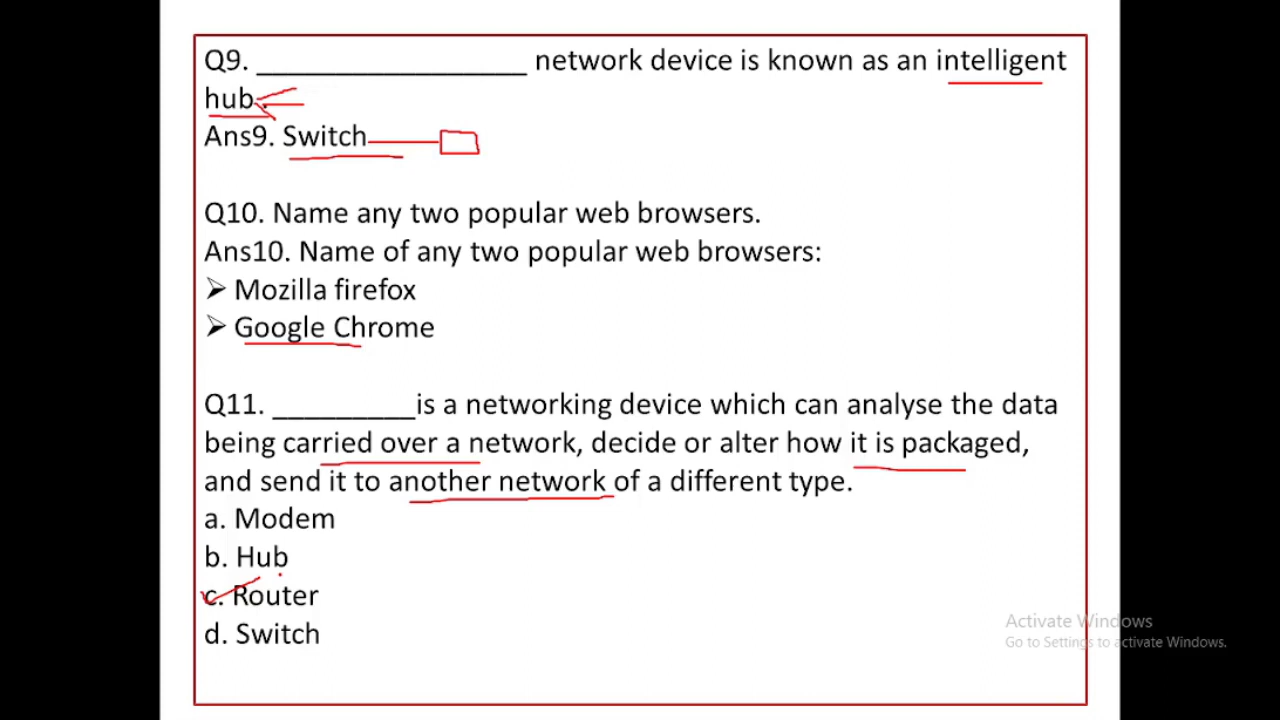 Q9. __________________ network device is known as an intelligent
hub .
Ans9. Switch
Q10. Name any two popular web browsers.
Ans10. Name of any two popular web browsers:
➢ Mozilla firefox
➢ Google Chrome
Q11. _________is a networking device which can analyse the data
being carried over a network, decide or alter how it is packaged,
and send it to another network of a different type.
a. Modem
b. Hub
c. Router
d. Switch
Activate Windows
Go to Settings to activate Windows.